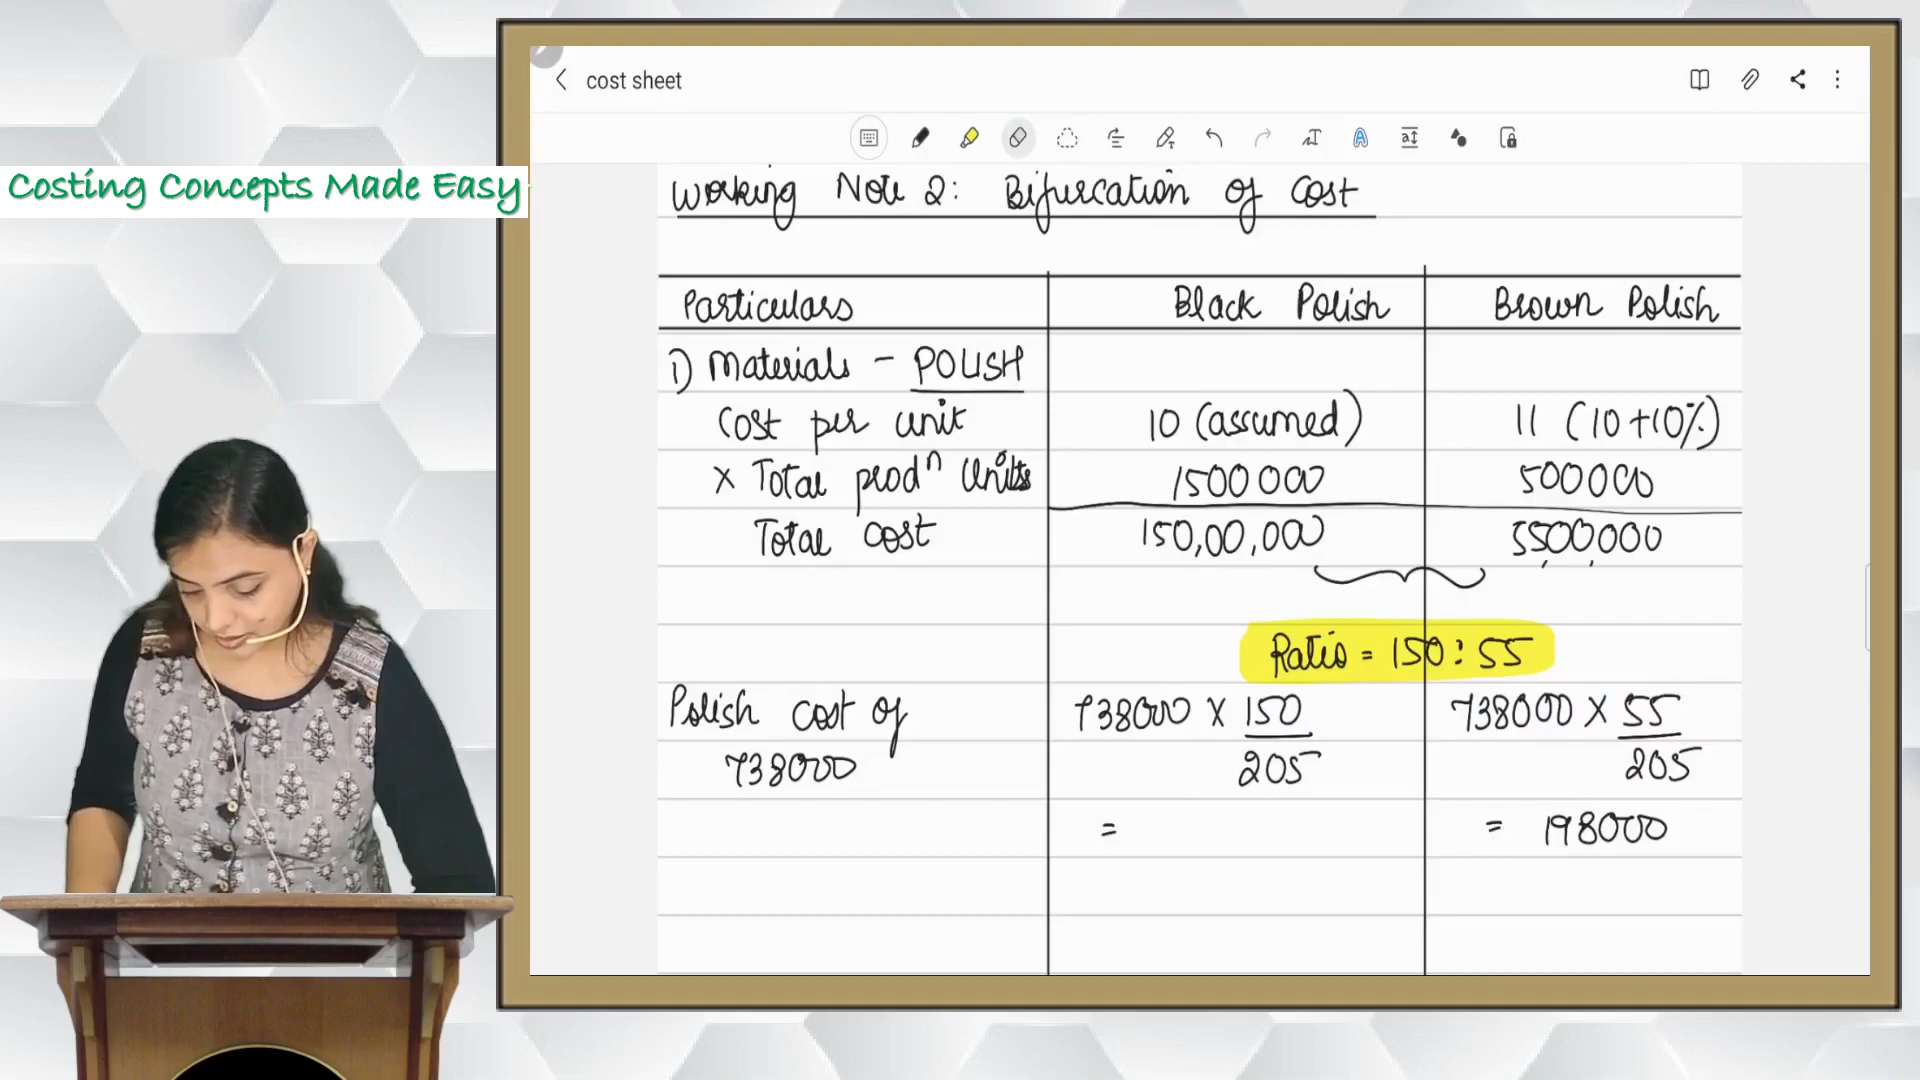 cost sheet
Costing Concepts Made Easy
Working Note 2: Bifurcation of Cost
Particulars Black Polish Brown Polish
1) Materials - POLISH
Cost per unit 10 (assumed) 11 (10+10%)
x Total prodⁿ Units 1500000 500000
Total cost 150,00,000 5500000
Ratio = 150:55
Polish cost of 738000 x 150 738000 x 55
738000 205 205
= = 198000